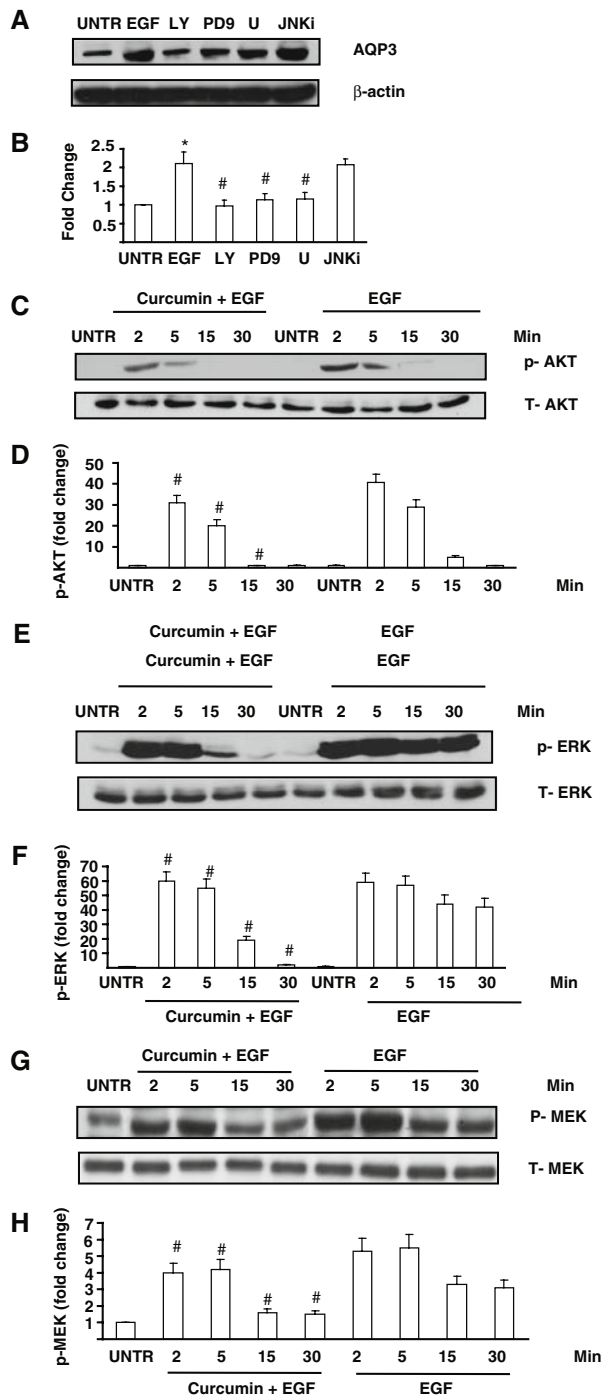 A
UNTR EGF LY PD9 U JNKi
AQP3
β-actin
B
Fold Change
2.5
2
1.5
1
0.5
*
#
#
#
UNTR EGF LY PD9 U JNKi
C
Curcumin + EGF EGF
UNTR 2 5 15 30 UNTR 2 5 15 30 Min
p- AKT
T- AKT
D
p-AKT (fold change)
50
40
30
20
10
#
#
#
UNTR 2 5 15 30 UNTR 2 5 15 30 Min
E
Curcumin + EGF EGF
Curcumin + EGF EGF
UNTR 2 5 15 30 UNTR 2 5 15 30 Min
p- ERK
T- ERK
F
p-ERK (fold change)
70
60
50
40
30
20
10
#
#
#
#
UNTR 2 5 15 30 UNTR 2 5 15 30 Min
Curcumin + EGF EGF
G
Curcumin + EGF EGF
UNTR 2 5 15 30 2 5 15 30 Min
P- MEK
T- MEK
H
p-MEK (fold change)
7
6
5
4
3
2
1
#
#
#
#
UNTR 2 5 15 30 2 5 15 30 Min
Curcumin + EGF EGF